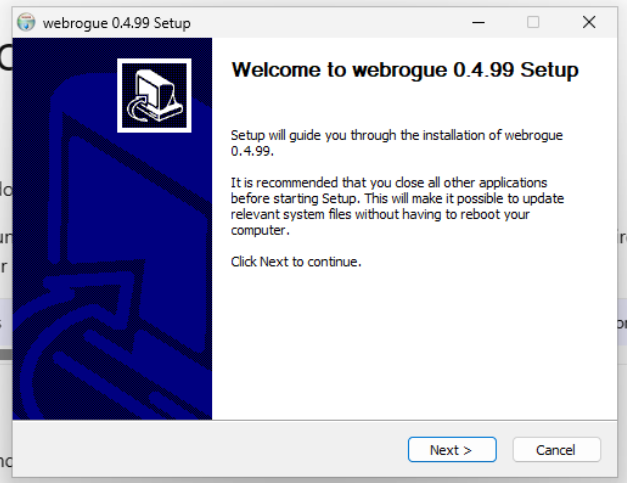 webrogue 0.4.99 Setup
Welcome to webrogue 0.4.99 Setup
Setup will guide you through the installation of webrogue
0.4.99.
It is recommended that you close all other applications
before starting Setup. This will make it possible to update
relevant system files without having to reboot your
computer.
Click Next to continue.
Next >
Cancel